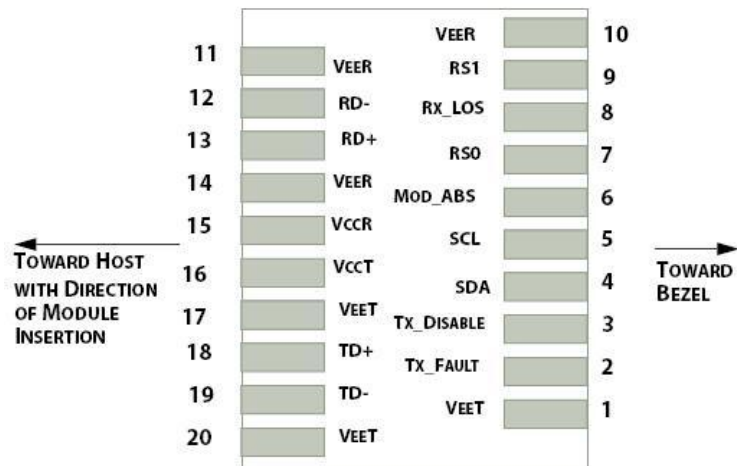 VEER 10
11 VEER
RS1 9
12 RD-
RX_LOS 8
13 RD+
RS0 7
14 VEER
MOD_ABS 6
15 VCCR
SCL 5
TOWARD HOST
WITH DIRECTION
OF MODULE
INSERTION
16 VCCT
TOWARD
BEZEL
SDA 4
17 VEET
TX_DISABLE 3
18 TD+
TX_FAULT 2
19 TD-
VEET 1
20 VEET